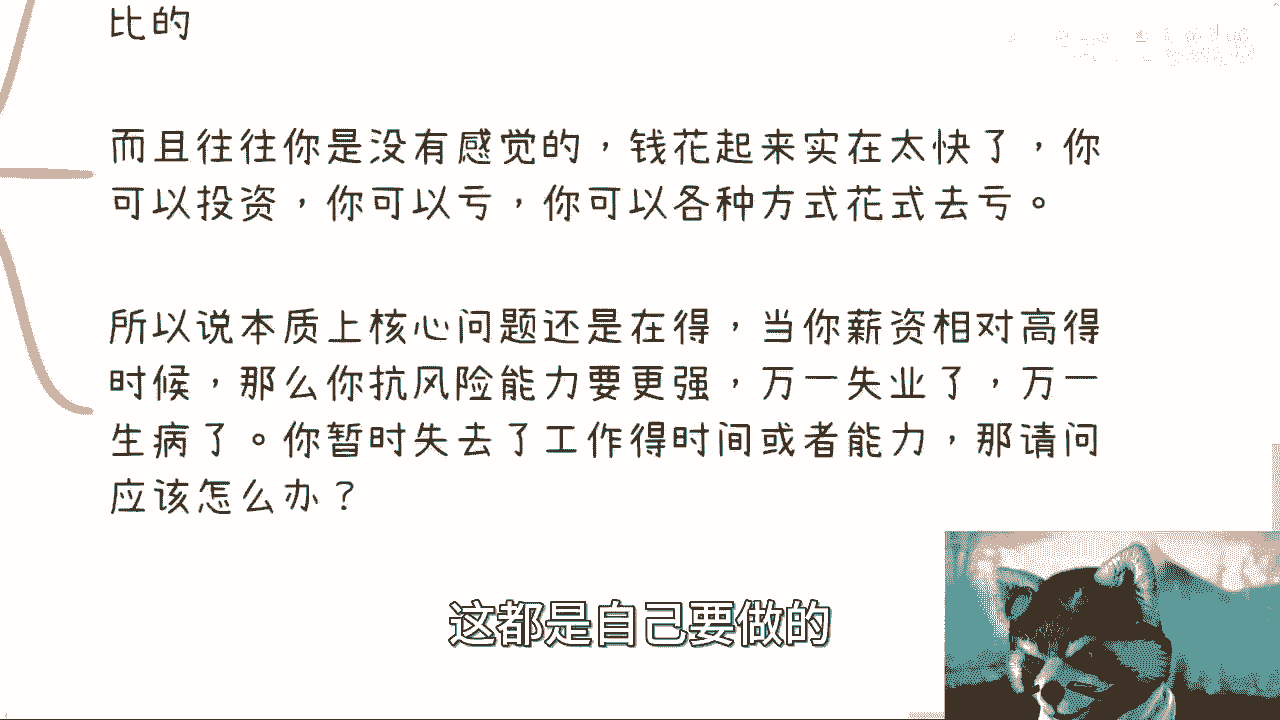 比的
而且往往你是没有感觉的，钱花起来实在太快了，你
可以投资，你可以亏，你可以各种方式花式去亏。
所以说本质上核心问题还是在得，当你薪资相对高得
时候，那么你抗风险能力要更强，万一失业了，万一
生病了。你暂时失去了工作得时间或者能力，那请问
应该怎么办？
这都是自己要做的